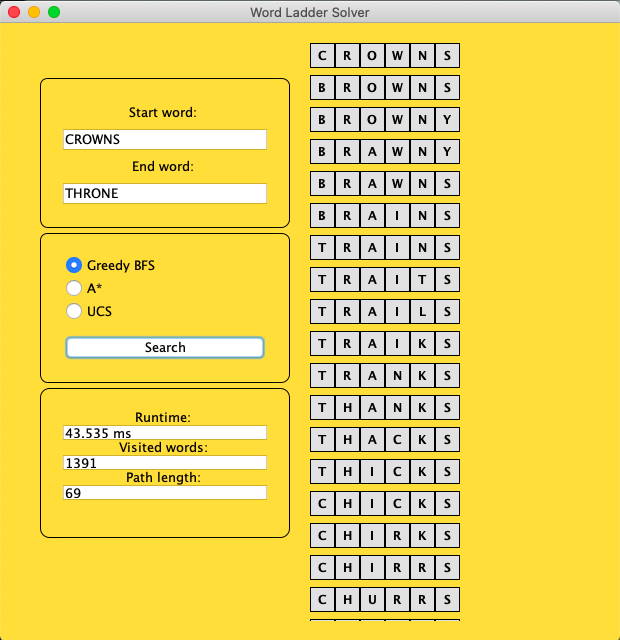 Word Ladder Solver
Start word:
CROWNS
End word:
THRONE
Greedy BFS
A*
UCS
Search
Runtime:
43.535 ms
Visited words:
1391
Path length:
69
C R O W N S
B R O W N S
B R O W N Y
B R A W N Y
B R A W N S
B R A I N S
T R A I N S
T R A I T S
T R A I L S
T R A I K S
T R A N K S
T H A N K S
T H A C K S
T H I C K S
C H I C K S
C H I R K S
C H I R R S
C H U R R S